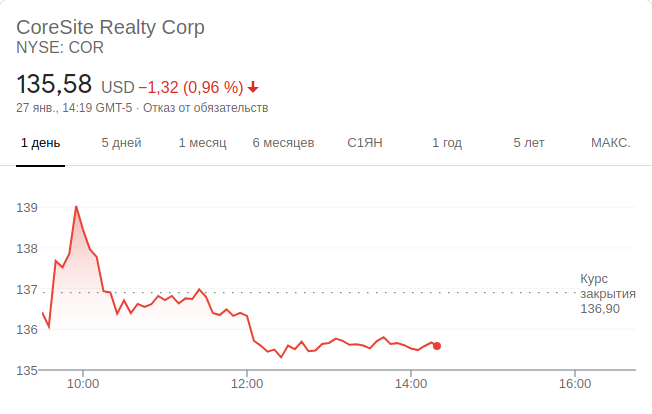 CoreSite Realty Corp
NYSE: COR
135,58 USD −1,32 (0,96 %)
27 янв., 14:19 GMT-5 · Отказ от обязательств
1 день 5 дней 1 месяц 6 месяцев С1ЯН 1 год 5 лет МАКС.
139
138
137
136
135
Курс
закрытия
136,90
10:00 12:00 14:00 16:00